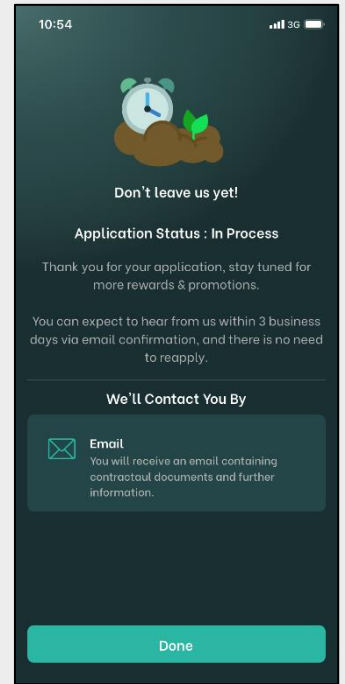 10:54
3G
Don't leave us yet!
Application Status : In Process
Thank you for your application, stay tuned for
more rewards & promotions.
You can expect to hear from us within 3 business
days via email confirmation, and there is no need
to reapply.
We'll Contact You By
Email
You will receive an email containing
contractaul documents and further
information.
Done